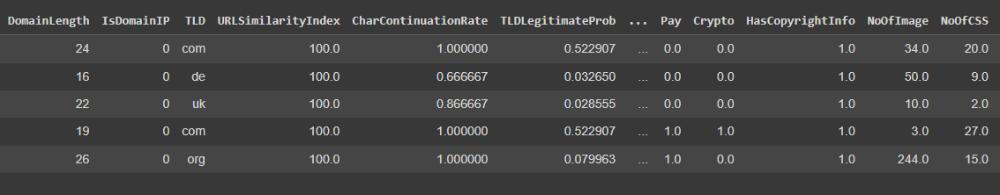 DomainLength IsDomainIP TLD URLSimilarityIndex CharContinuationRate TLDLegitimateProb ... Pay Crypto HasCopyrightInfo NoOfImage NoOfCSS
24 0 com 100.0 1.000000 0.522907 ... 0.0 0.0 1.0 34.0 20.0
16 0 de 100.0 0.666667 0.032650 ... 0.0 0.0 1.0 50.0 9.0
22 0 uk 100.0 0.866667 0.028555 ... 0.0 0.0 1.0 10.0 2.0
19 0 com 100.0 1.000000 0.522907 ... 1.0 1.0 1.0 3.0 27.0
26 0 org 100.0 1.000000 0.079963 ... 1.0 0.0 1.0 244.0 15.0